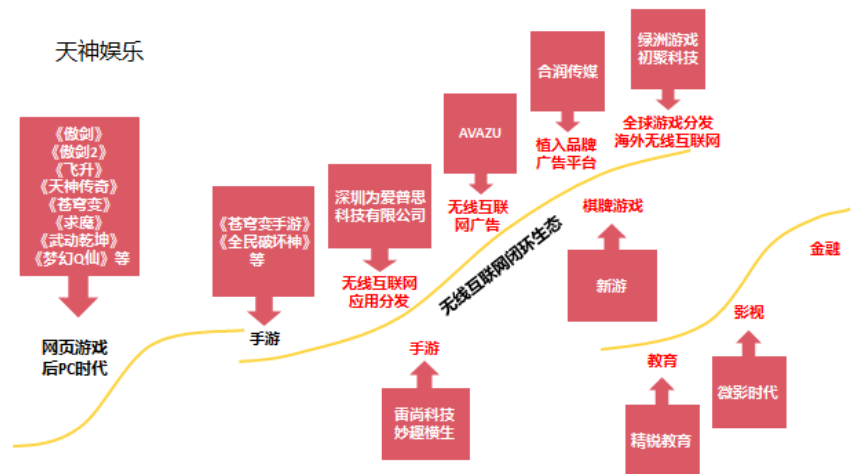 天神娱乐
《傲剑》
《傲剑2》
《飞升》
《天神传奇》
《苍穹变》
《求魔》
《武动乾坤》
《梦幻Q仙》等
网页游戏
后PC时代
《苍穹变手游》
《全民破坏神》
等
手游
深圳为爱普思
科技有限公司
无线互联网
应用分发
AVAZU
无线互联
网广告
合润传媒
植入品牌
广告平台
绿洲游戏
初聚科技
全球游戏分发
海外无线互联网
无线互联网闭环生态
手游
雷尚科技
妙趣横生
棋牌游戏
新游
教育
精锐教育
影视
微影时代
金融